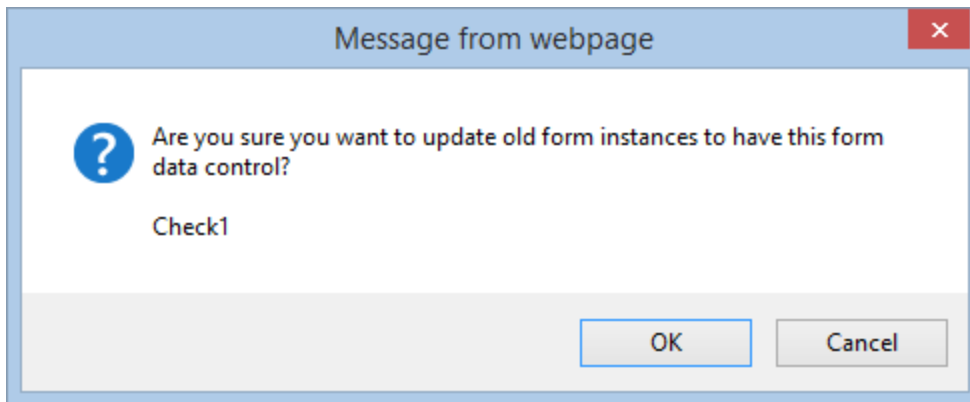 Message from webpage
Are you sure you want to update old form instances to have this form
data control?
Check1
OK
Cancel